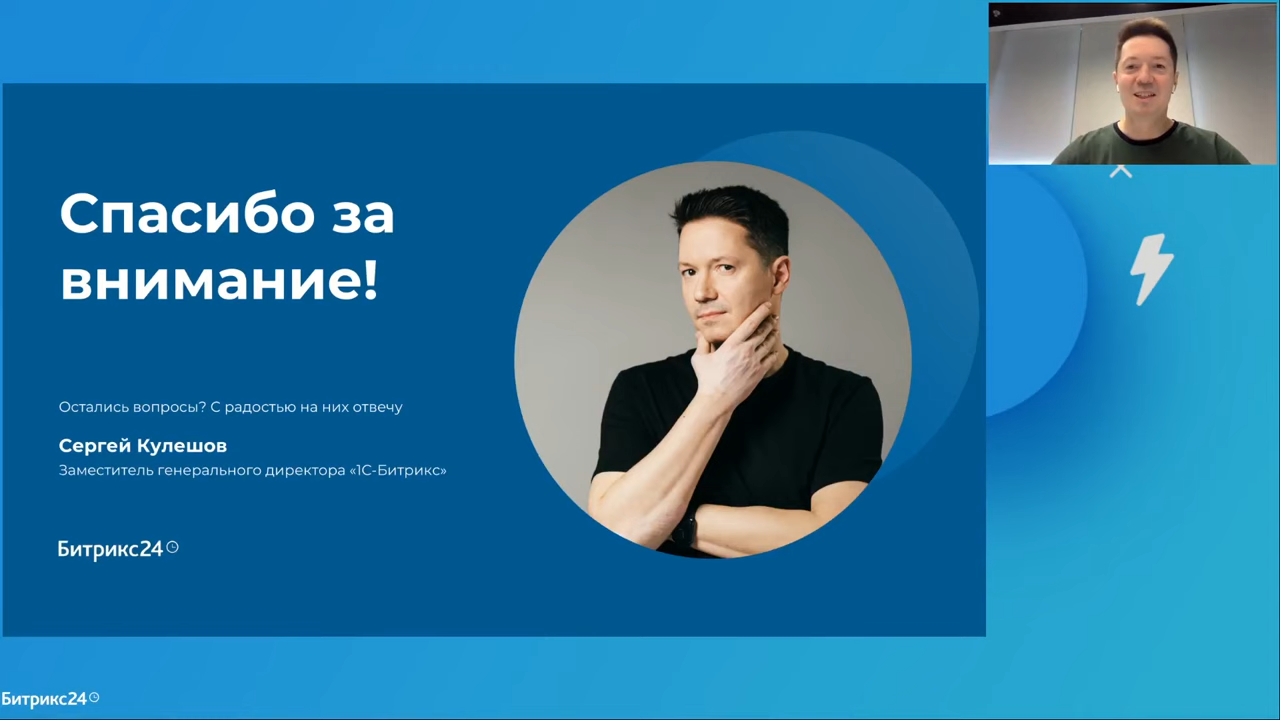 Спасибо за
внимание!
Остались вопросы? С радостью на них отвечу
Сергей Кулешов
Заместитель генерального директора «1С-Битрикс»
Битрикс24
Битрикс24